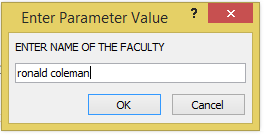 Enter Parameter Value
? ×
ENTER NAME OF THE FACULTY
ronald coleman
OK Cancel